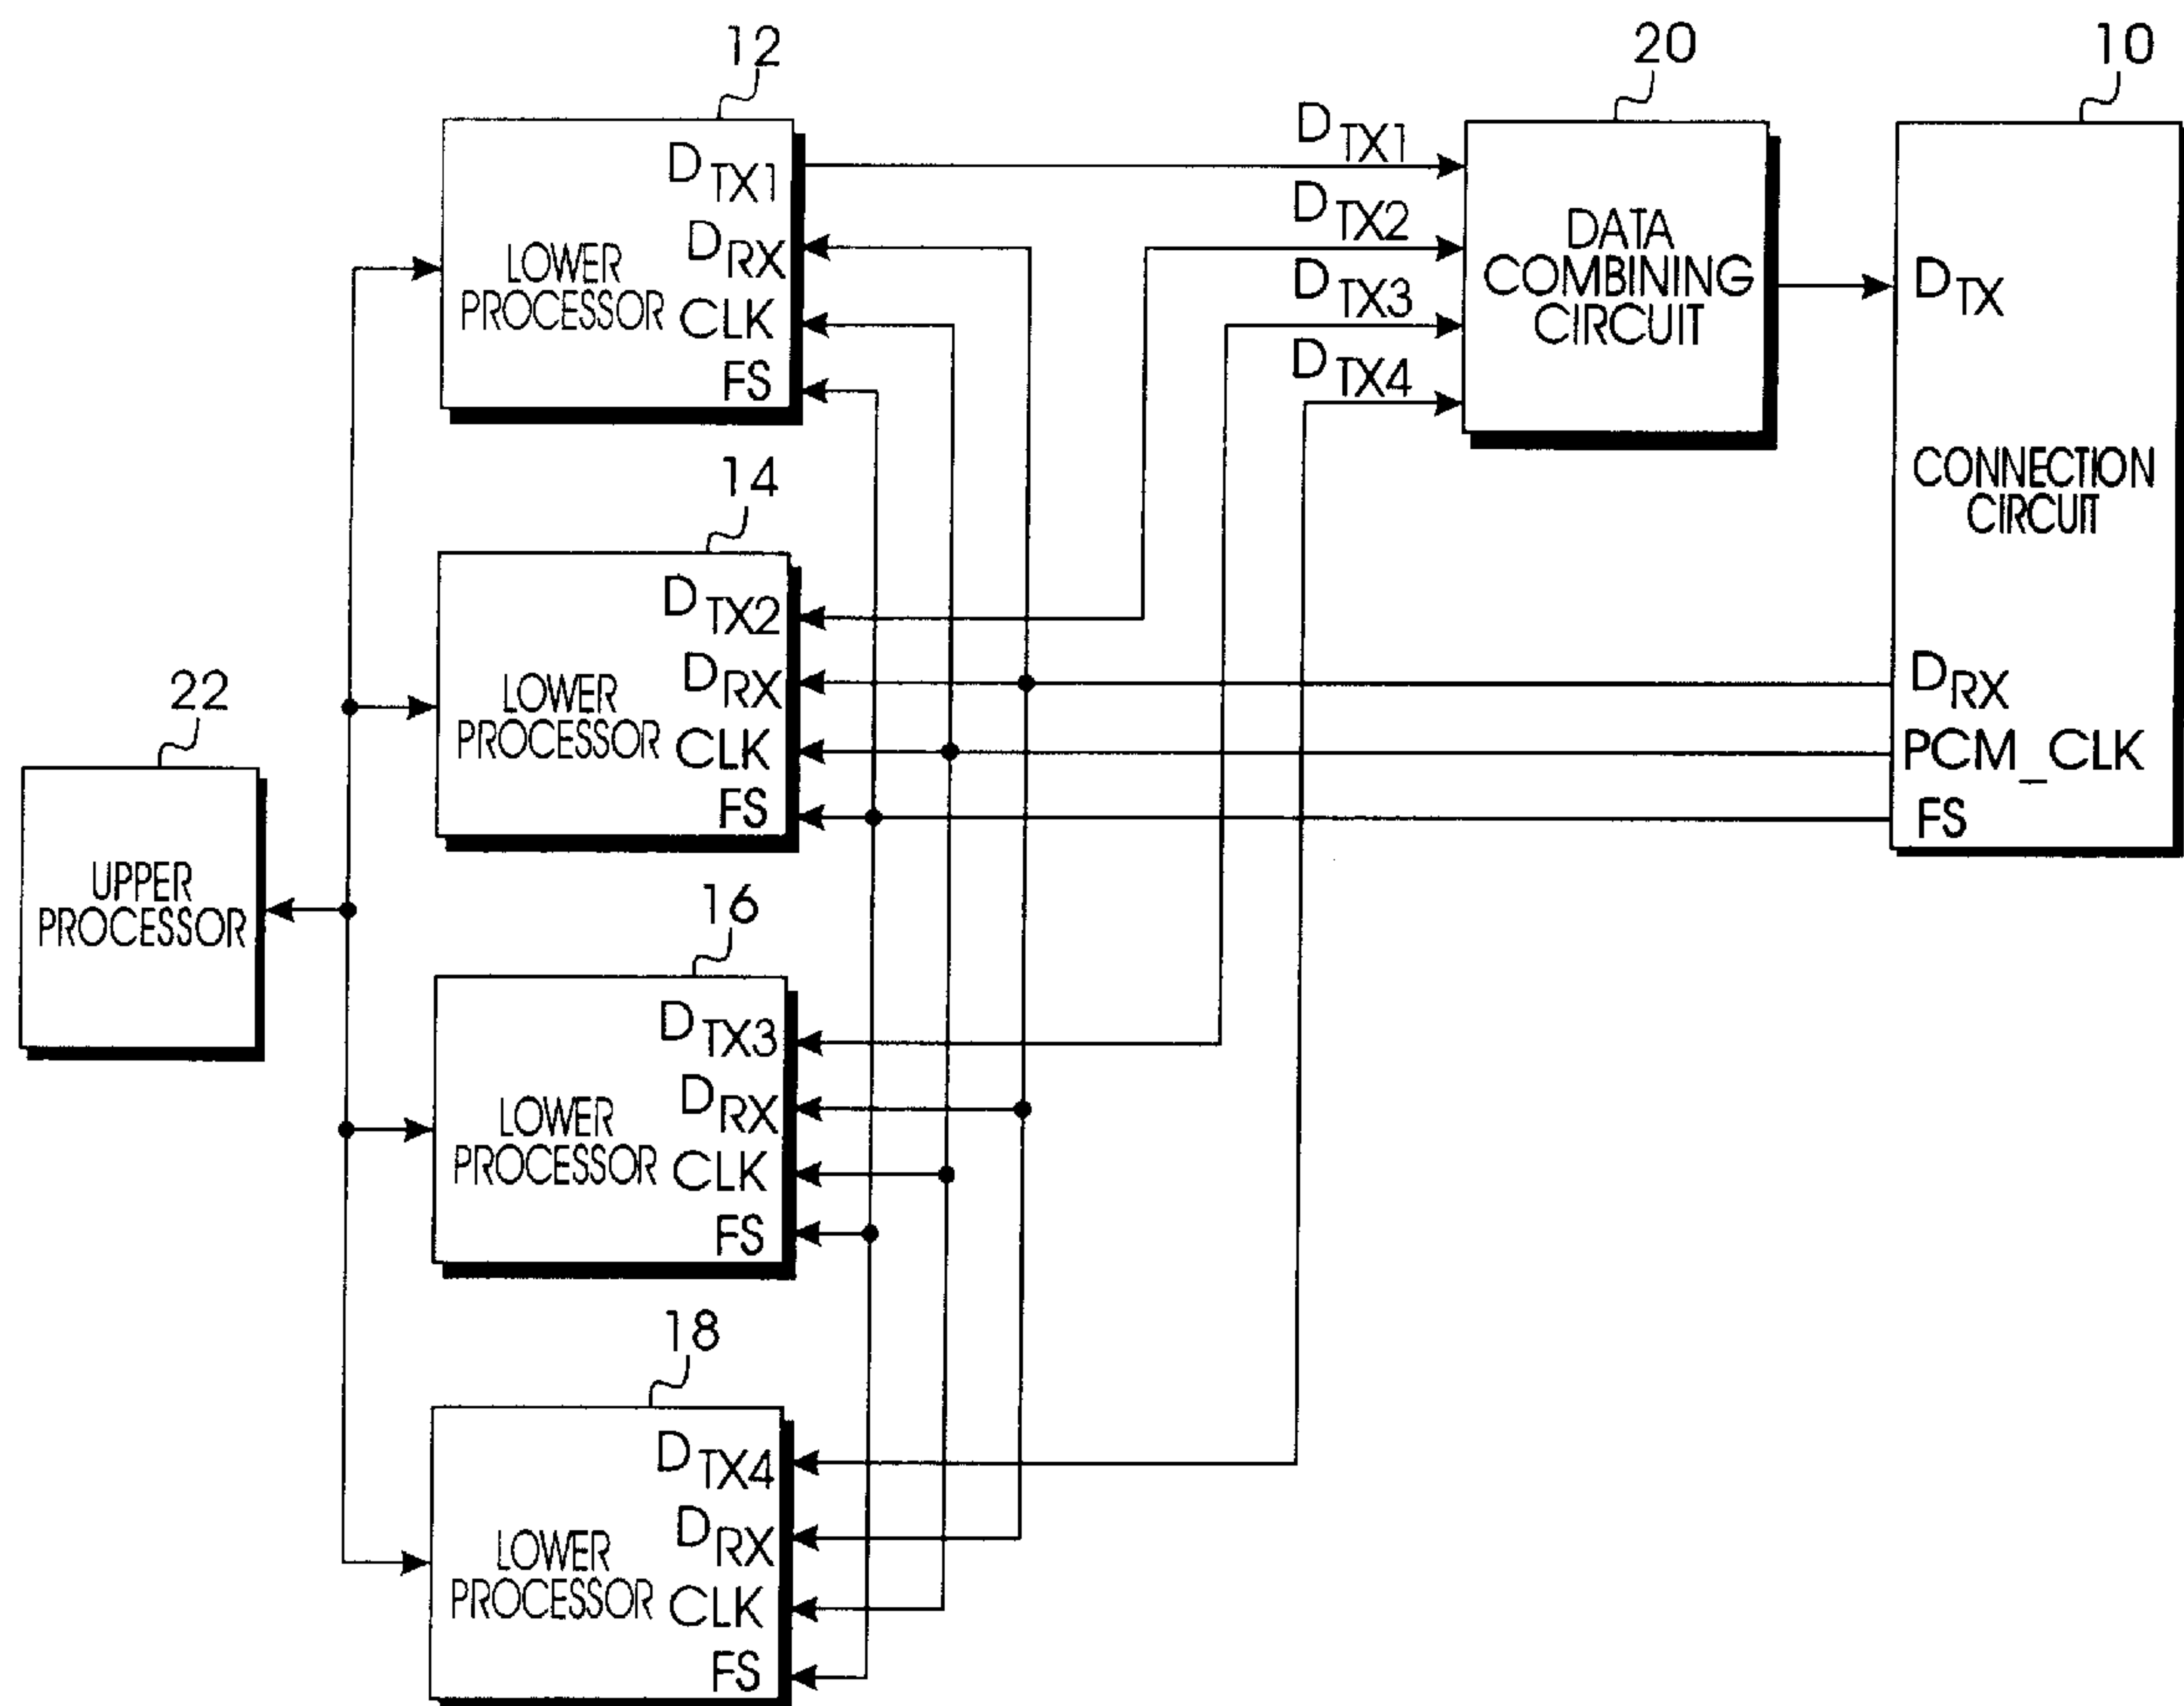 12
20
10
DTX1
DRX
CLK
FS
LOWER
PROCESSOR
DTX1
DTX2
DTX3
DTX4
DATA
COMBINING
CIRCUIT
DTX
CONNECTION
CIRCUIT
DRX
PCM_CLK
FS
14
DTX2
DRX
CLK
FS
LOWER
PROCESSOR
22
UPPER
PROCESSOR
16
DTX3
DRX
CLK
FS
LOWER
PROCESSOR
18
DTX4
DRX
CLK
FS
LOWER
PROCESSOR